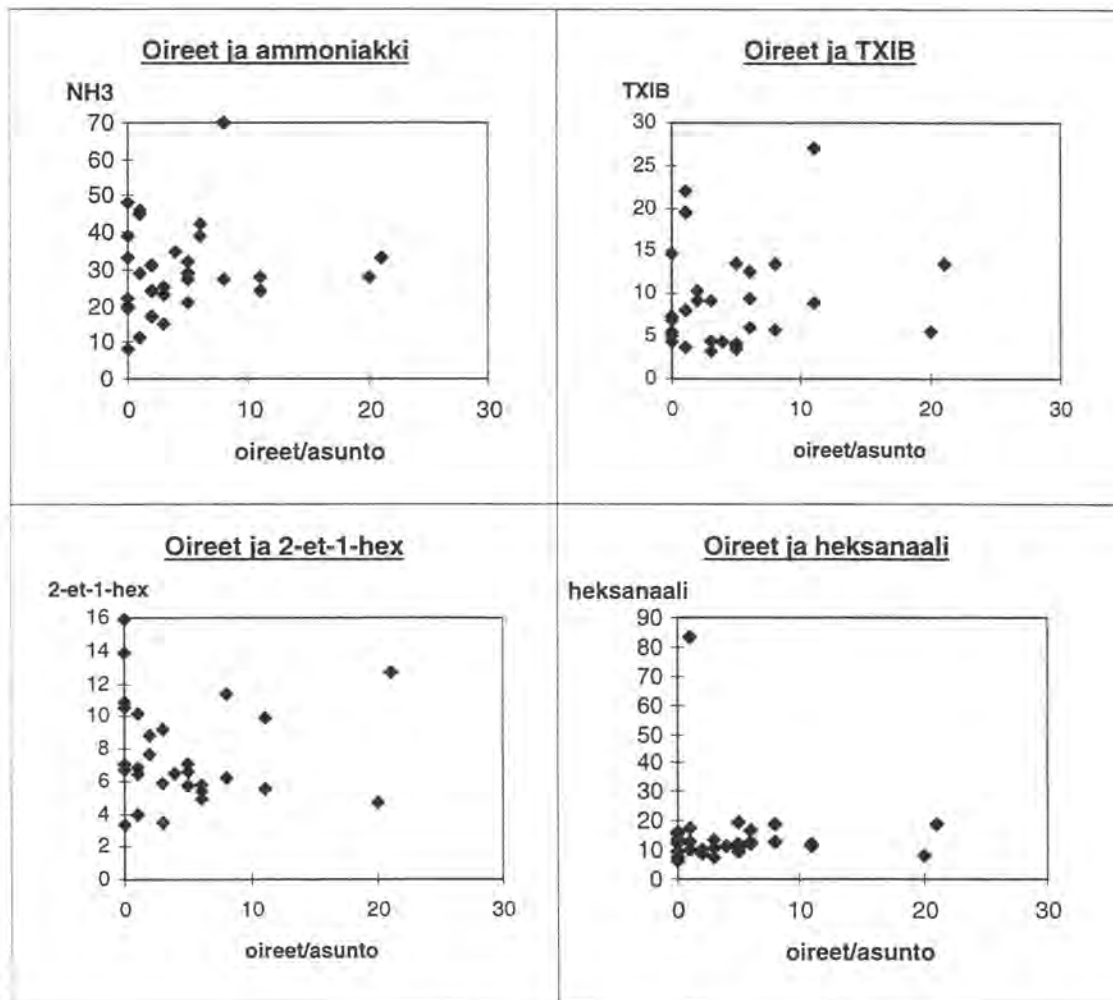 Oireet ja ammoniakki
NH3
70
60
50
40
30
20
10
0
0 10 20 30
oireet/asunto
Oireet ja TXIB
TXIB
30
25
20
15
10
5
0
0 10 20 30
oireet/asunto
Oireet ja 2-et-1-hex
2-et-1-hex
16
14
12
10
8
6
4
2
0
0 10 20 30
oireet/asunto
Oireet ja heksanaali
heksanaali
90
80
70
60
50
40
30
20
10
0
0 10 20 30
oireet/asunto